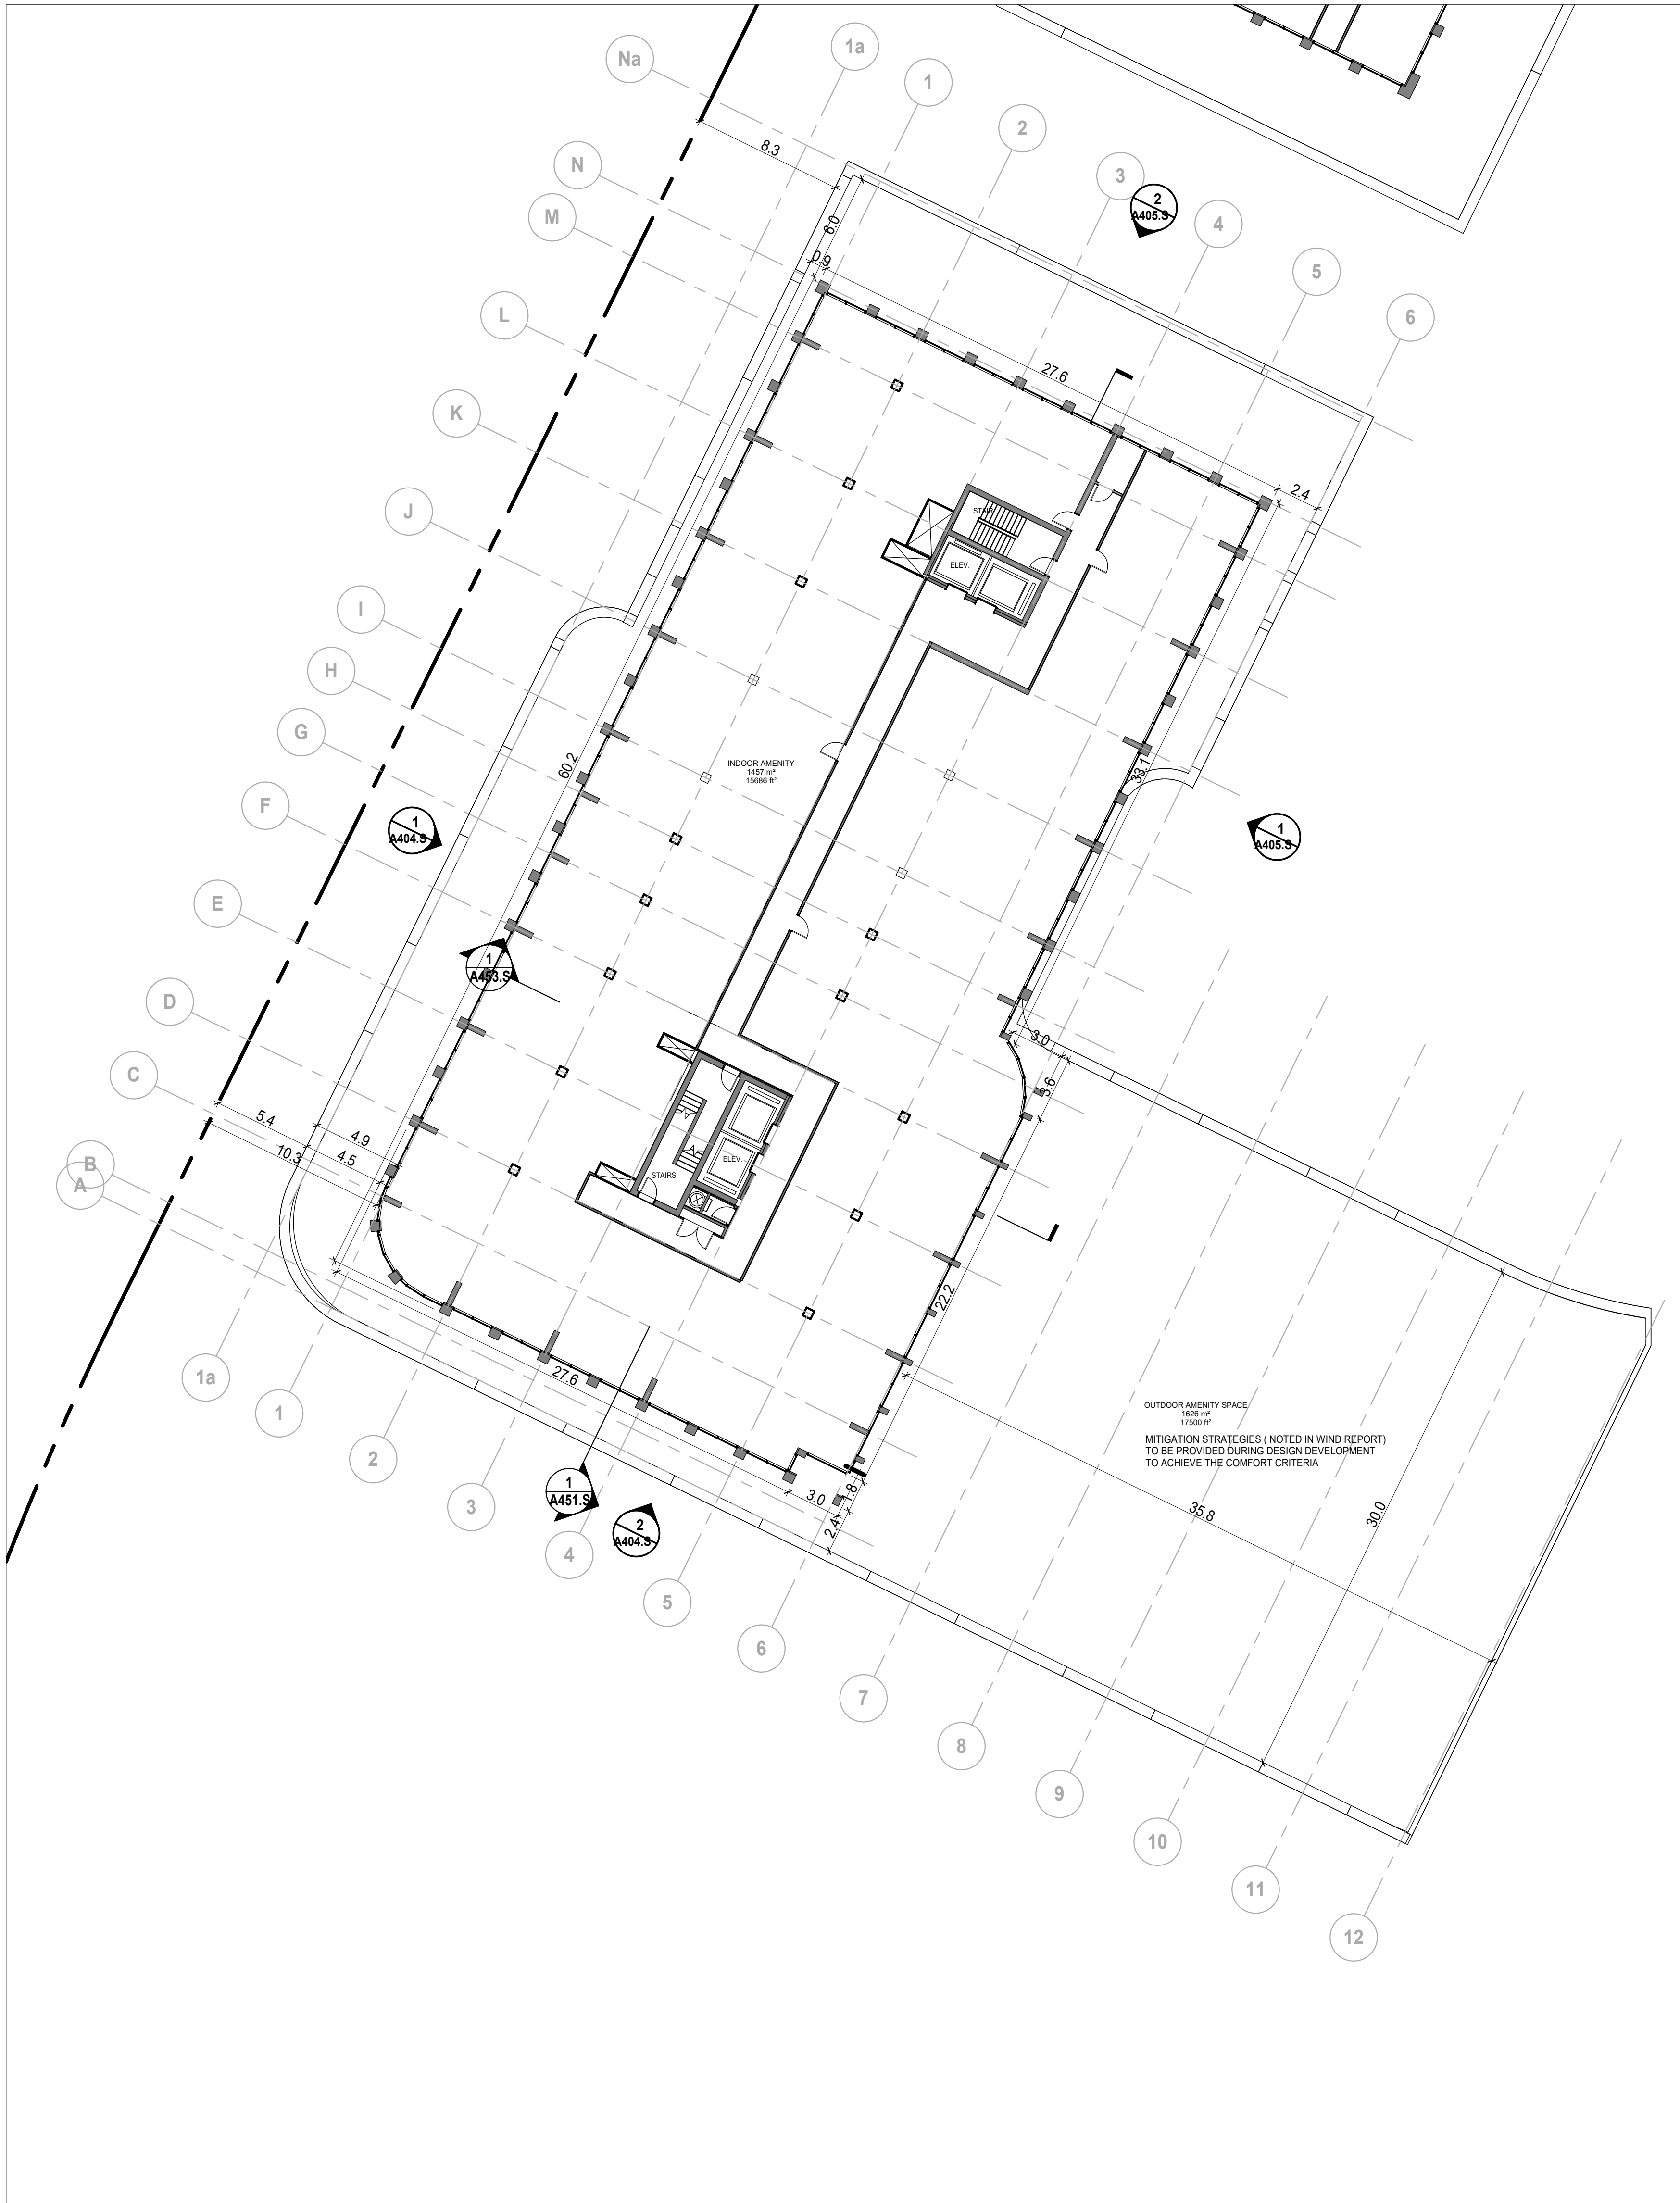 Na
1a
1
2
3
4
5
6
N
M
L
K
J
I
H
G
F
E
D
C
B
A
8.3
6.0
0.9
27.6
2.4
2
A405.S
STAIR
ELEV.
60.2
INDOOR AMENITY
1457 m²
15686 ft²
33.1
1
A404.S
1
A405.S
1
A453.S
3.0
3.6
5.4
4.9
10.3
4.5
STAIRS
ELEV.
22.2
27.6
OUTDOOR AMENITY SPACE
1626 m²
17500 ft²
MITIGATION STRATEGIES ( NOTED IN WIND REPORT)
TO BE PROVIDED DURING DESIGN DEVELOPMENT
TO ACHIEVE THE COMFORT CRITERIA
35.8
30.0
3.0
1.8
2.4
1
A451.S
2
A404.S
1a
1
2
3
4
5
6
7
8
9
10
11
12